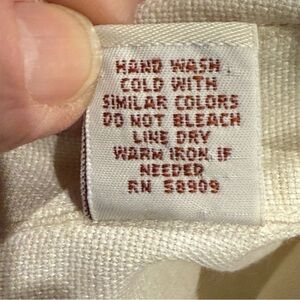 HAND WASH
COLD WITH
SIMILAR COLORS
DO NOT BLEACH
LINE DRY
WARM IRON, IF
NEEDED
RN 58909